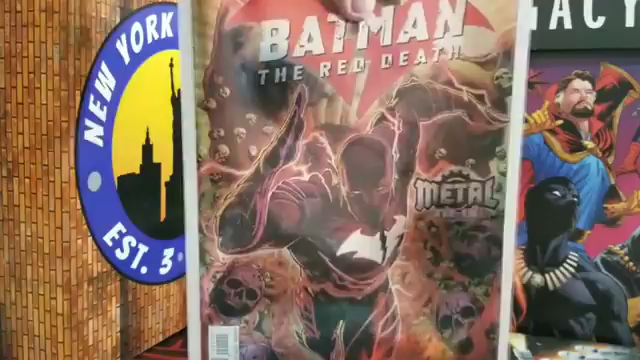 NEW YORK
EST. 3
BATMAN
THE RED DEATH
METAL
ACY